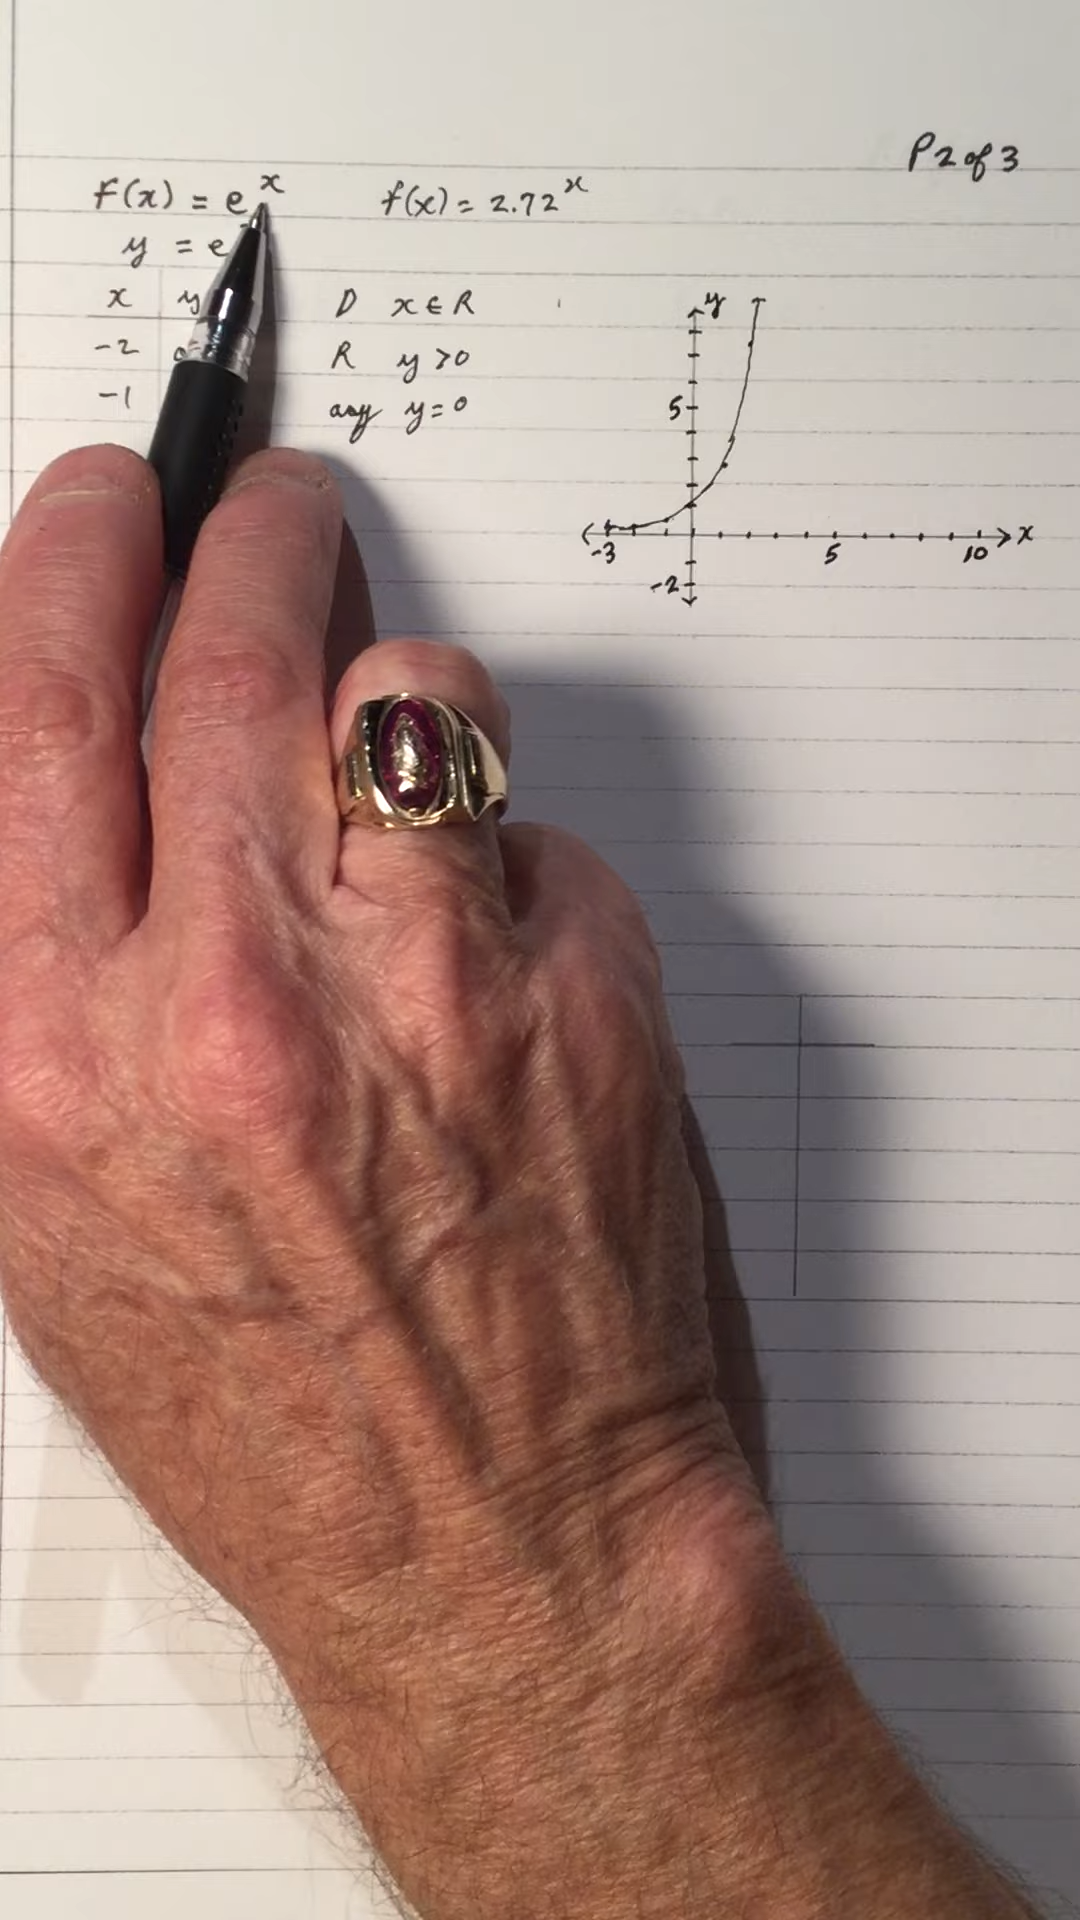 P2 of 3
f(x) = e^x f(x) = 2.72^x
y = e
x y D x ∈ R
-2 R y > 0
-1 asy y = 0
y
5
-3 5 10 x
-2